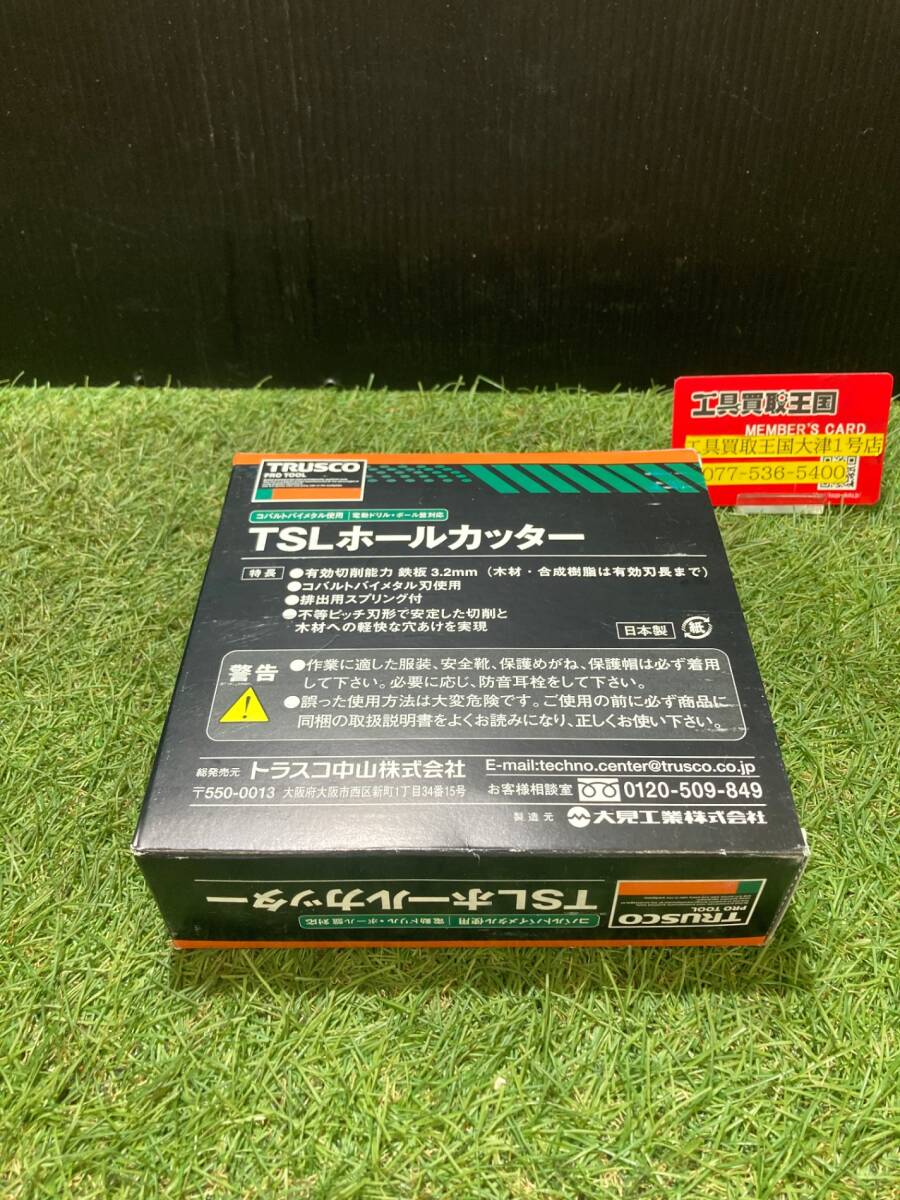 工具買取王国
MEMBER'S CARD
工具買取王国大津1号店
077-536-5400
TRUSCO
PRO TOOL
コバルトバイメタル使用 電動ドリル・ボール盤対応
TSLホールカッター
特長 ●有効切削能力 鉄板3.2mm（木材・合成樹脂は有効刃長まで）
●コバルトバイメタル刃使用
●排出用スプリング付
●不等ピッチ刃形で安定した切削と
木材への軽快な穴あけを実現
日本製 紙
警告
●作業に適した服装、安全靴、保護めがね、保護帽は必ず着用
して下さい。必要に応じ、防音耳栓をして下さい。
●誤った使用方法は大変危険です。ご使用の前に必ず商品に
同梱の取扱説明書をよくお読みになり、正しくお使い下さい。
総発売元 トラスコ中山株式会社 E-mail:techno.center@trusco.co.jp
〒550-0013 大阪府大阪市西区新町1丁目34番15号 お客様相談室 0120-509-849
製造元 大見工業株式会社
TRUSCO
PRO TOOL
コバルトバイメタル使用 電動ドリル・ボール盤対応
TSLホールカッター